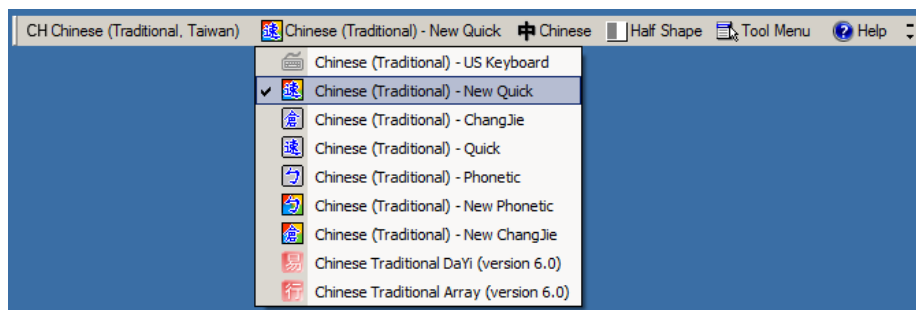 CH Chinese (Traditional, Taiwan) 速 Chinese (Traditional) - New Quick 中 Chinese Half Shape Tool Menu ? Help
Chinese (Traditional) - US Keyboard
速 Chinese (Traditional) - New Quick
倉 Chinese (Traditional) - ChangJie
速 Chinese (Traditional) - Quick
ㄅ Chinese (Traditional) - Phonetic
ㄅ Chinese (Traditional) - New Phonetic
倉 Chinese (Traditional) - New ChangJie
易 Chinese Traditional DaYi (version 6.0)
行 Chinese Traditional Array (version 6.0)